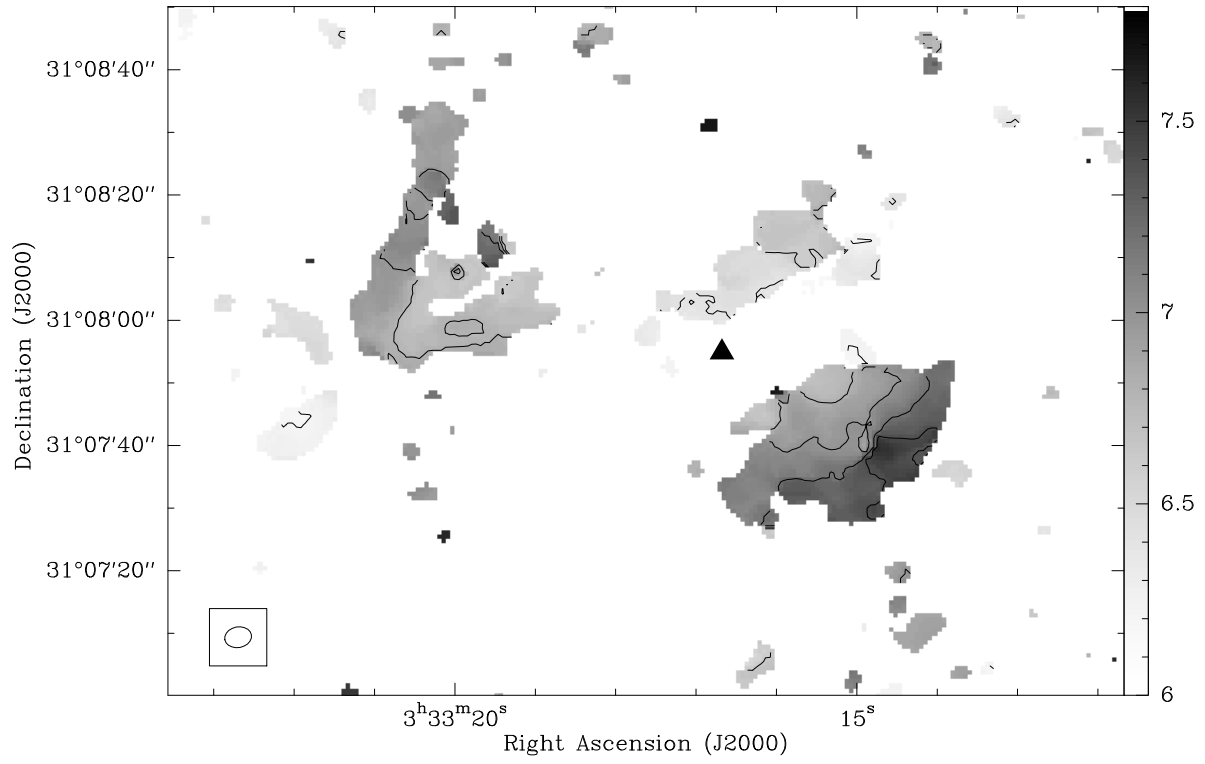 31°08′40″
7.5
31°08′20″
31°08′00″
7
31°07′40″
6.5
31°07′20″
6
Declination (J2000)
3ʰ33ᵐ20ˢ
15ˢ
Right Ascension (J2000)